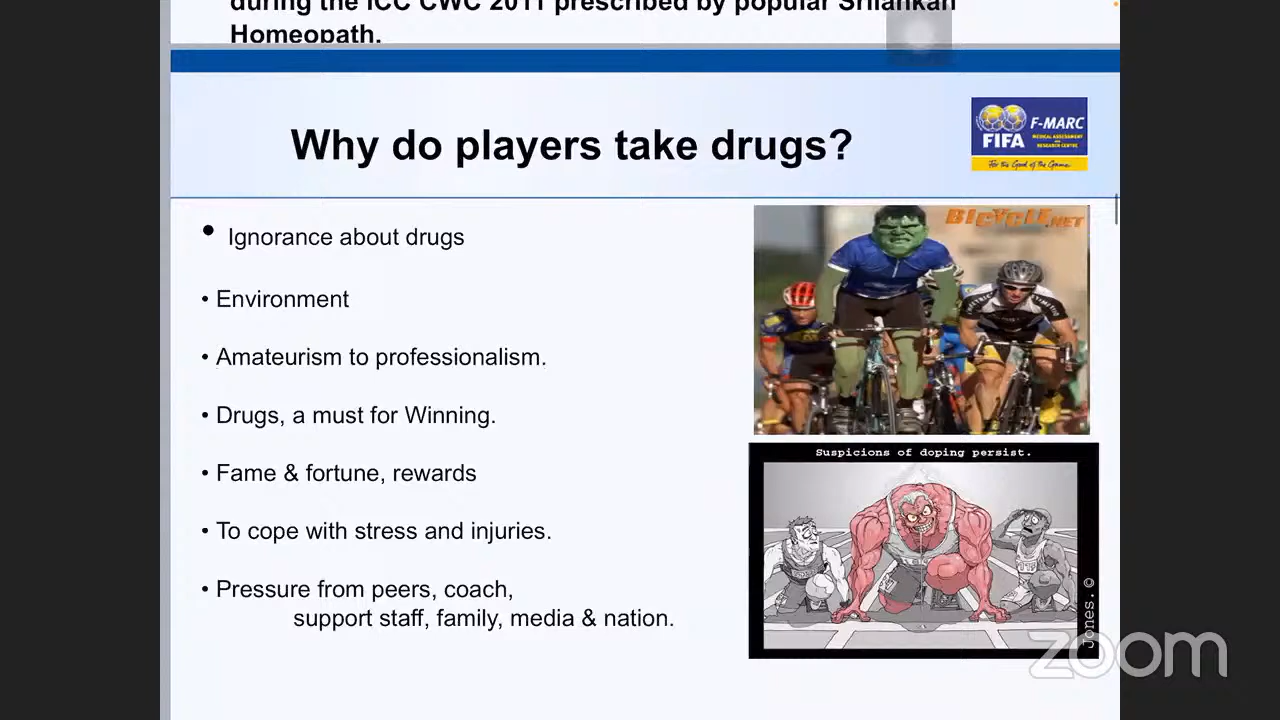 during the ICC CWC 2011 prescribed by popular Srilankan
Homeopath.
Why do players take drugs?
F-MARC
FIFA
MEDICAL ASSESSMENT
AND
RESEARCH CENTRE
For the Good of the Game
• Ignorance about drugs
• Environment
• Amateurism to professionalism.
• Drugs, a must for Winning.
• Fame & fortune, rewards
• To cope with stress and injuries.
• Pressure from peers, coach,
support staff, family, media & nation.
BICYCLE.NET
Suspicions of doping persist.
Jones. ©
zoom